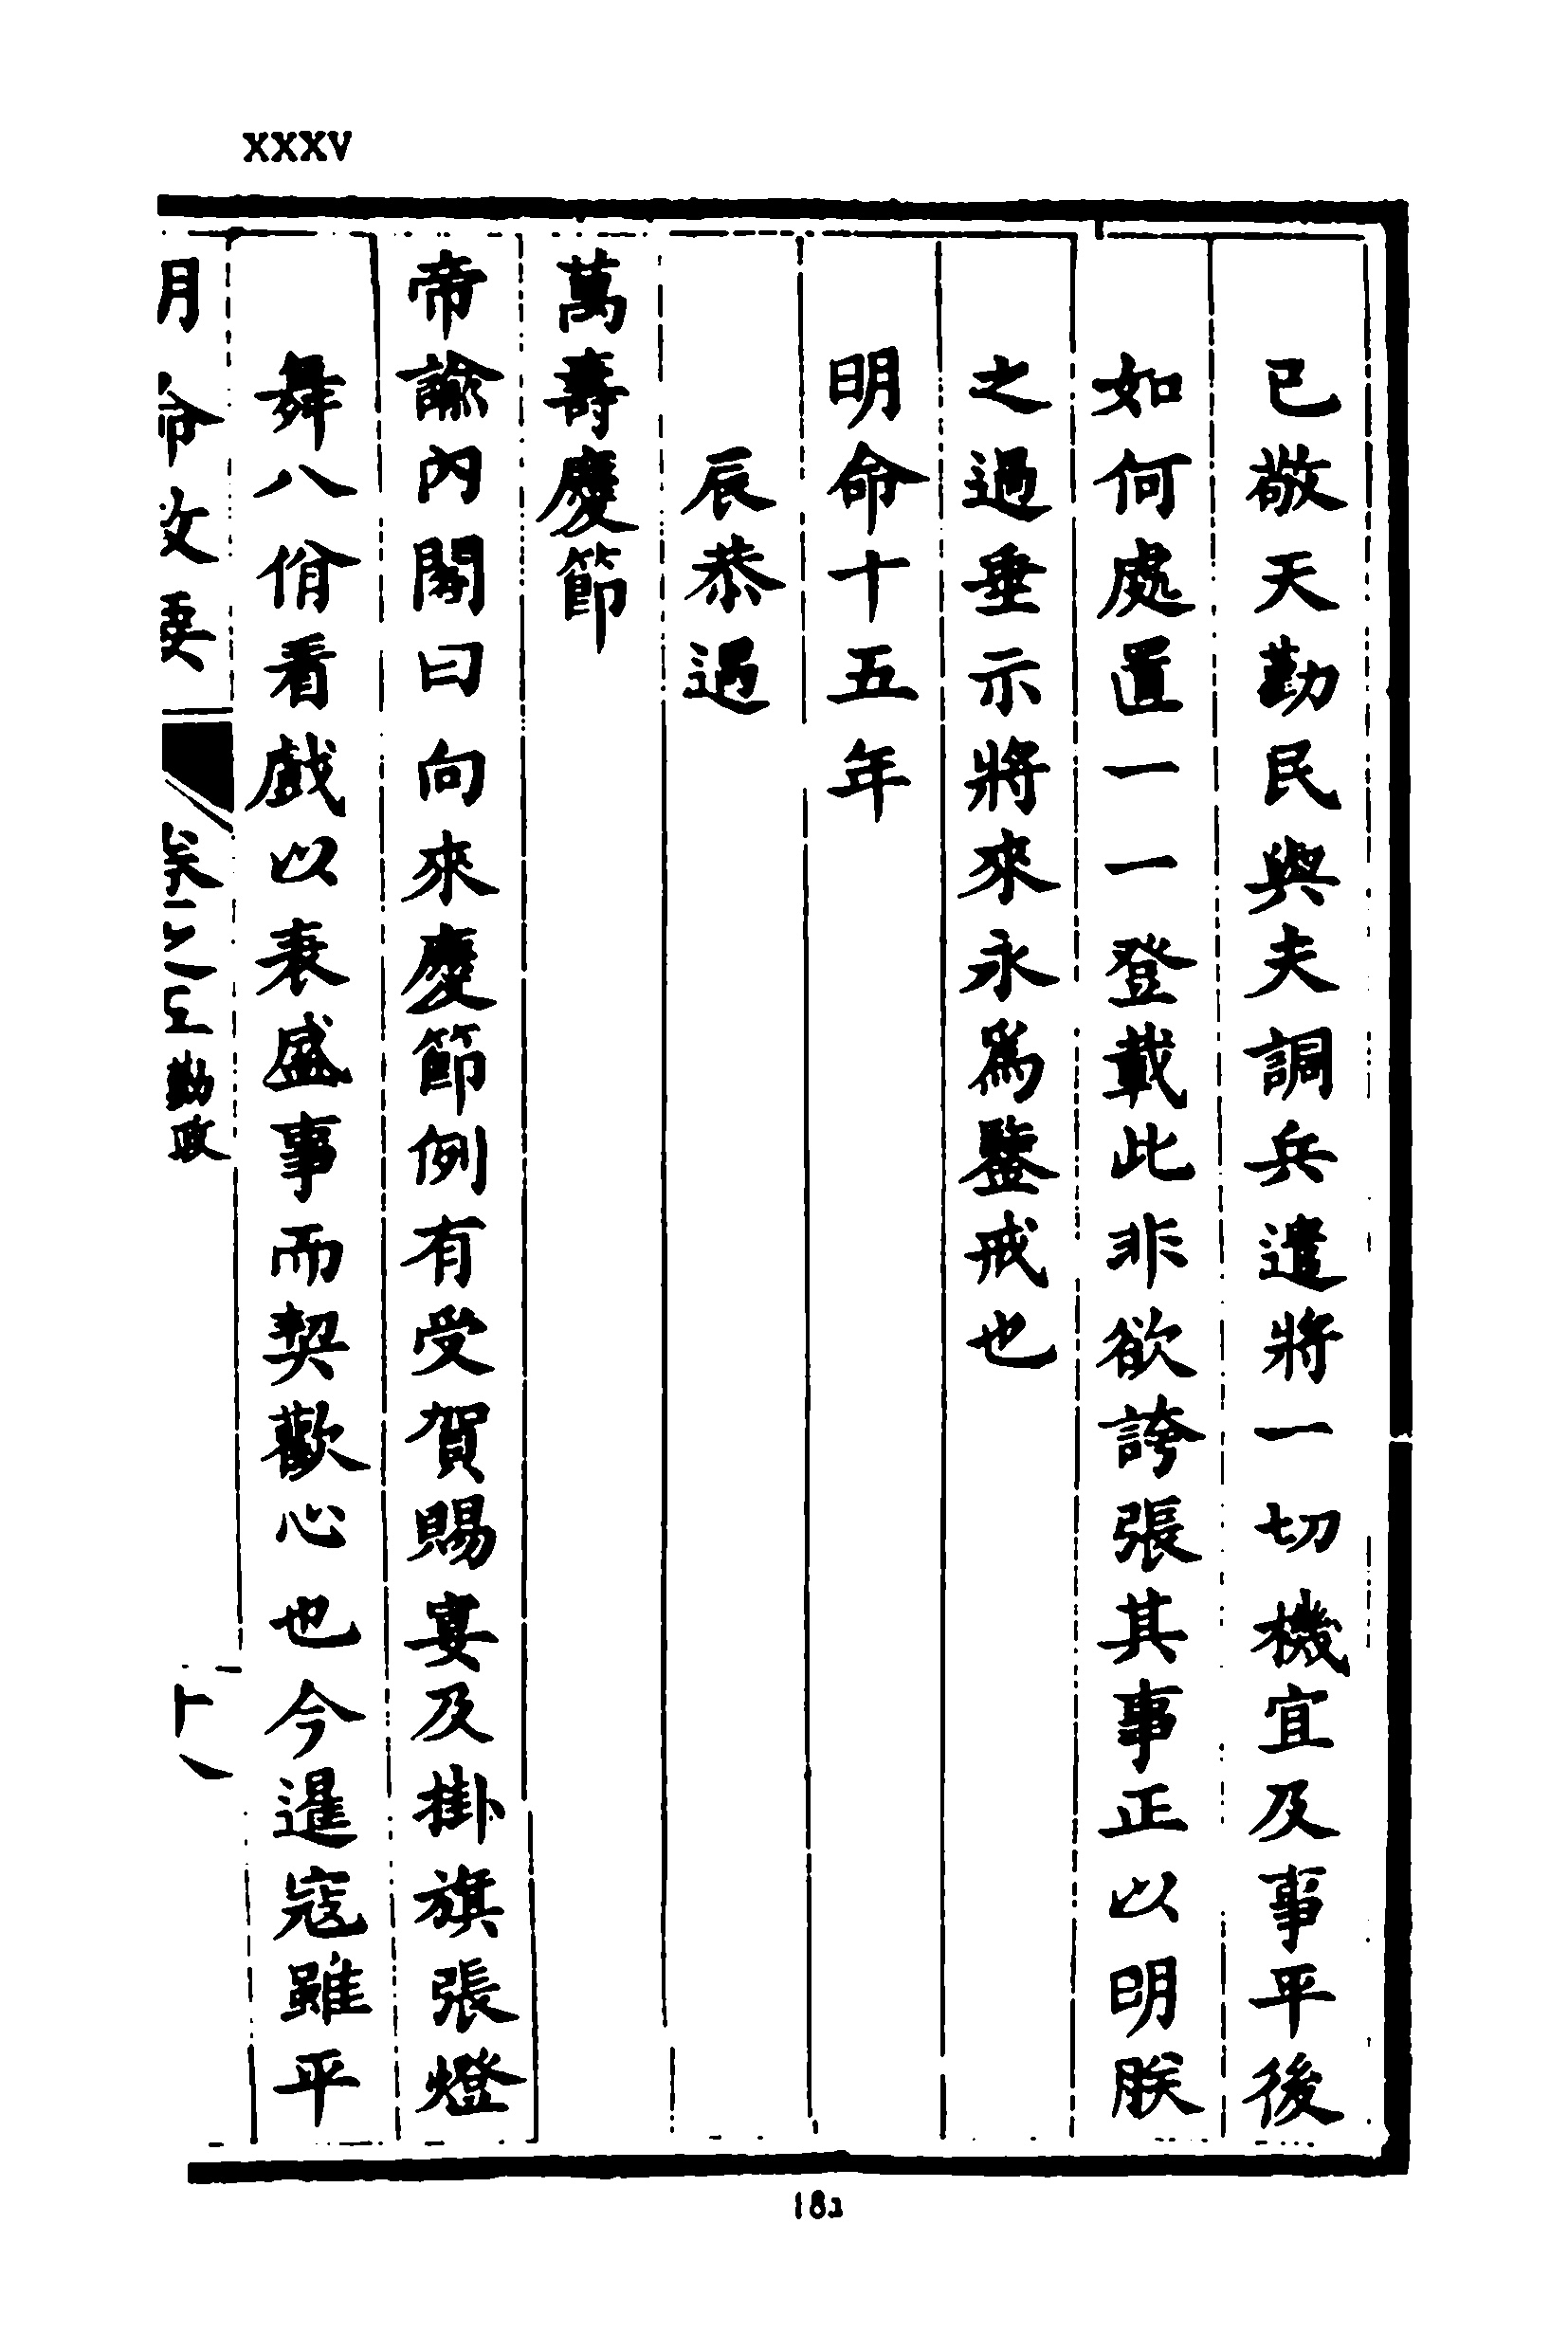 XXXV
已敬天勤民與夫調兵遣將一切機宜及事平後
如何處置一一登載此非欲誇張其事正以明朕
之過垂示將來永爲鑒戒也
明命十五年
辰恭遇
萬壽慶節
帝諭內閣曰向來慶節例有受賀賜宴及掛旗張燈
舞八佾看戲以表盛事而契歡心也今暹寇雖平
明命政要
卷之五 勤政
十八
18a